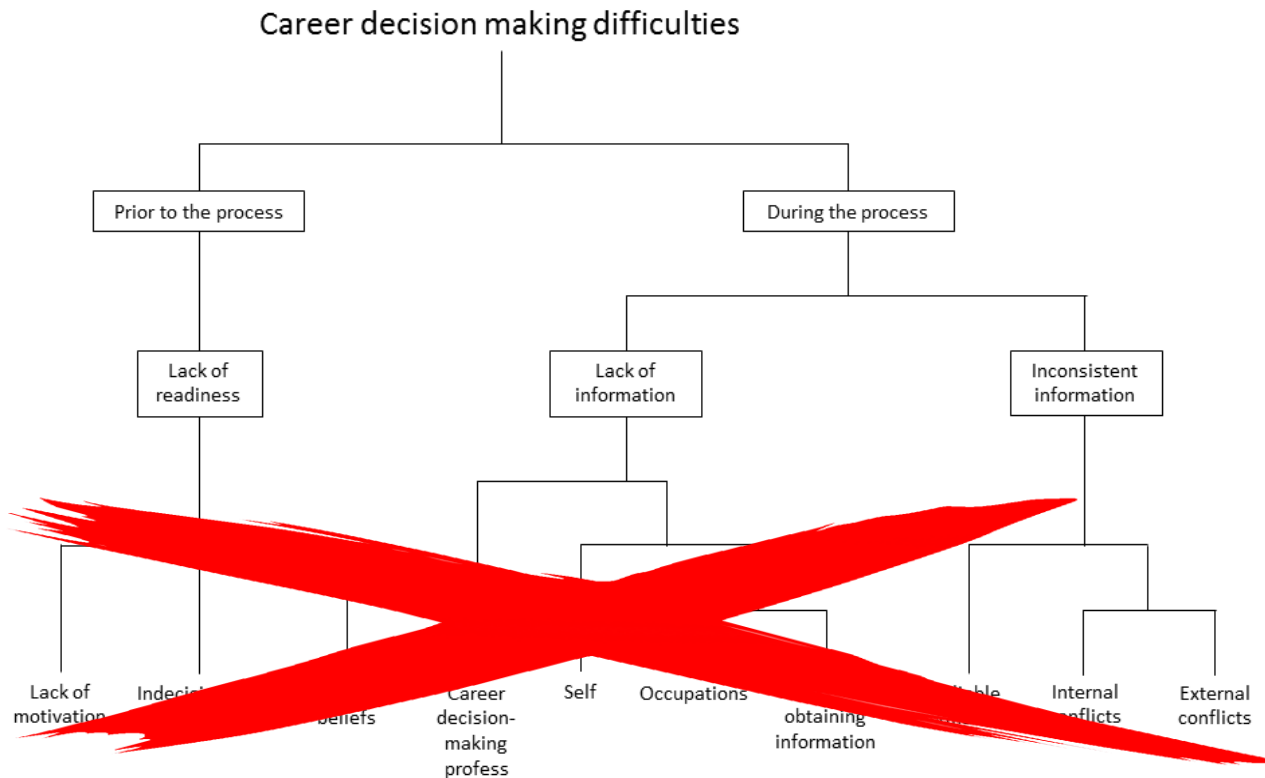 Career decision making difficulties
Prior to the process
During the process
Lack of
readiness
Lack of
information
Inconsistent
information
Lack of
motivation
beliefs
Career
decision-
making
profess
Self
Occupations
obtaining
information
Internal
conflicts
External
conflicts